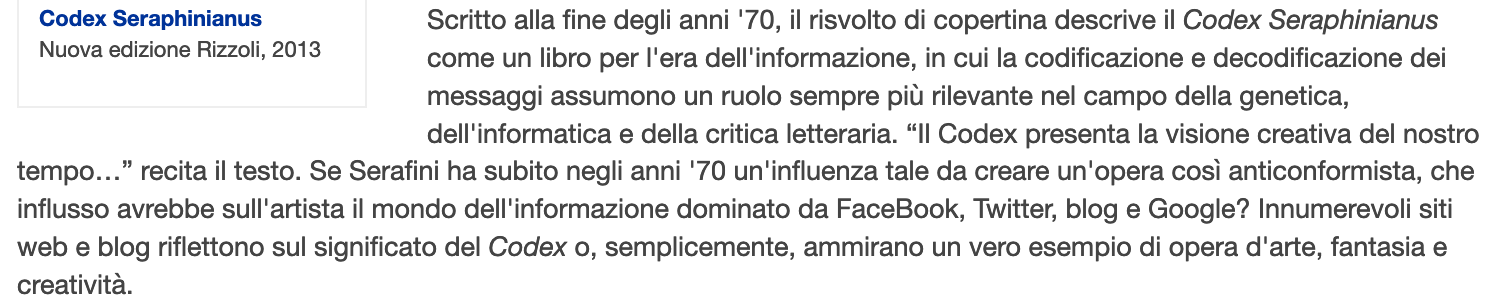 Codex Seraphinianus
Nuova edizione Rizzoli, 2013
Scritto alla fine degli anni '70, il risvolto di copertina descrive il Codex Seraphinianus
come un libro per l'era dell'informazione, in cui la codificazione e decodificazione dei
messaggi assumono un ruolo sempre più rilevante nel campo della genetica,
dell'informatica e della critica letteraria. “Il Codex presenta la visione creativa del nostro
tempo…” recita il testo. Se Serafini ha subito negli anni '70 un'influenza tale da creare un'opera così anticonformista, che
influsso avrebbe sull'artista il mondo dell'informazione dominato da FaceBook, Twitter, blog e Google? Innumerevoli siti
web e blog riflettono sul significato del Codex o, semplicemente, ammirano un vero esempio di opera d'arte, fantasia e
creatività.